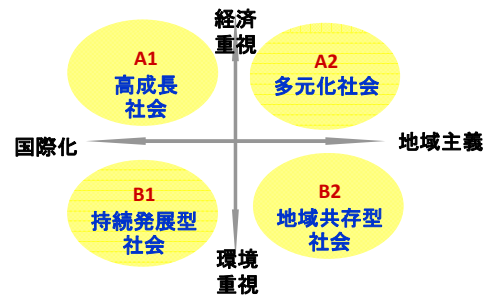 経済
重視
A1
高成長
社会
A2
多元化社会
国際化
地域主義
B1
持続発展型
社会
B2
地域共存型
社会
環境
重視